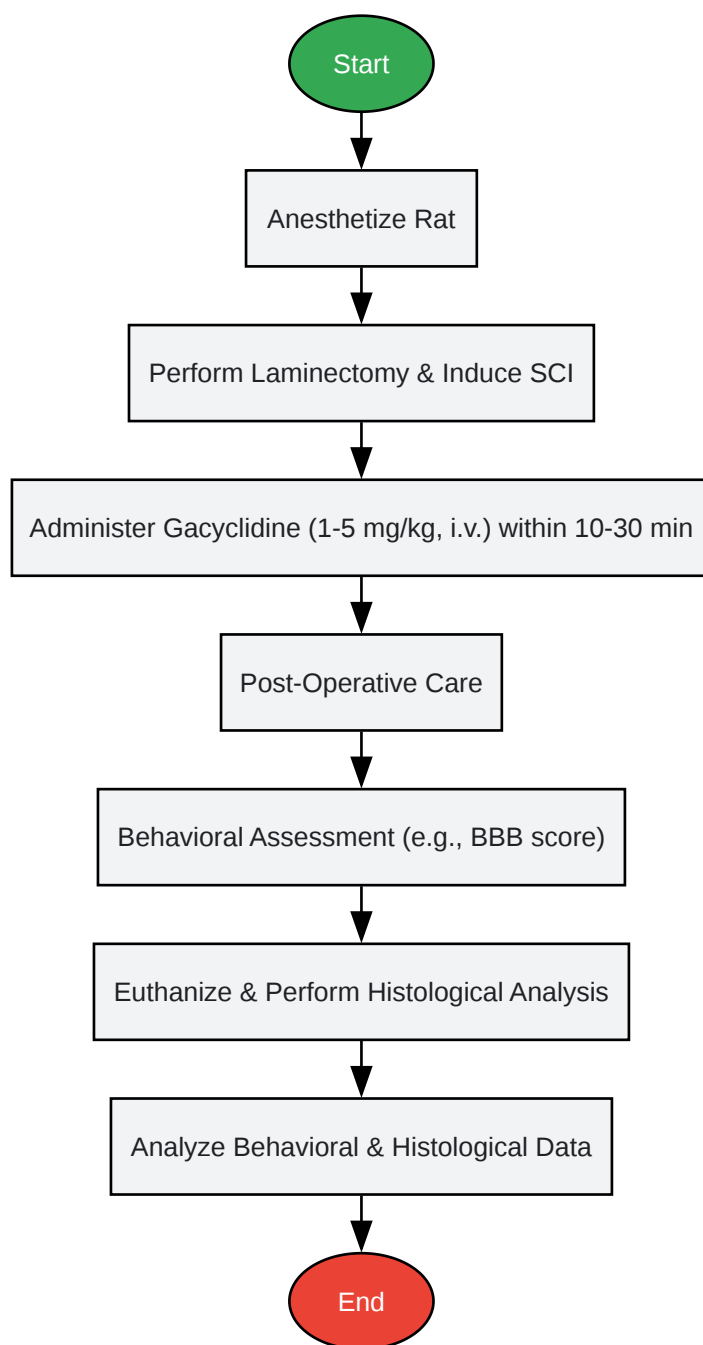 Start
Anesthetize Rat
Perform Laminectomy & Induce SCI
Administer Gacyclidine (1-5 mg/kg, i.v.) within 10-30 min
Post-Operative Care
Behavioral Assessment (e.g., BBB score)
Euthanize & Perform Histological Analysis
Analyze Behavioral & Histological Data
End